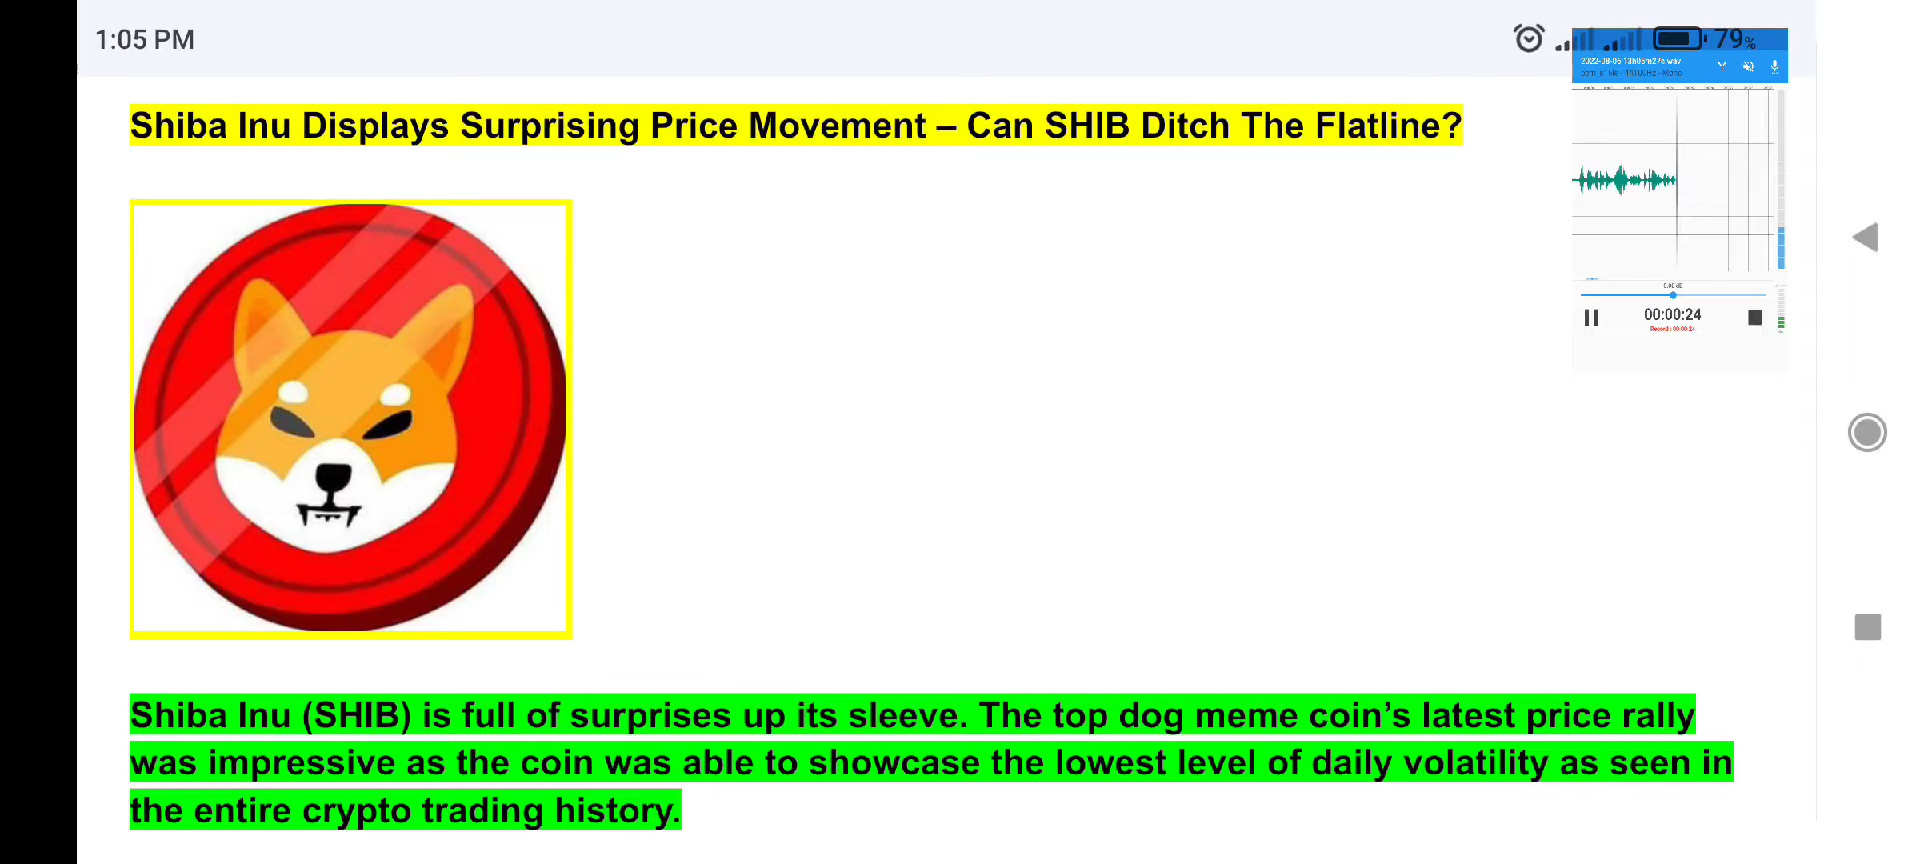 1:05 PM
79%
Shiba Inu Displays Surprising Price Movement – Can SHIB Ditch The Flatline?
00:00:24
Shiba Inu (SHIB) is full of surprises up its sleeve. The top dog meme coin’s latest price rally
was impressive as the coin was able to showcase the lowest level of daily volatility as seen in
the entire crypto trading history.